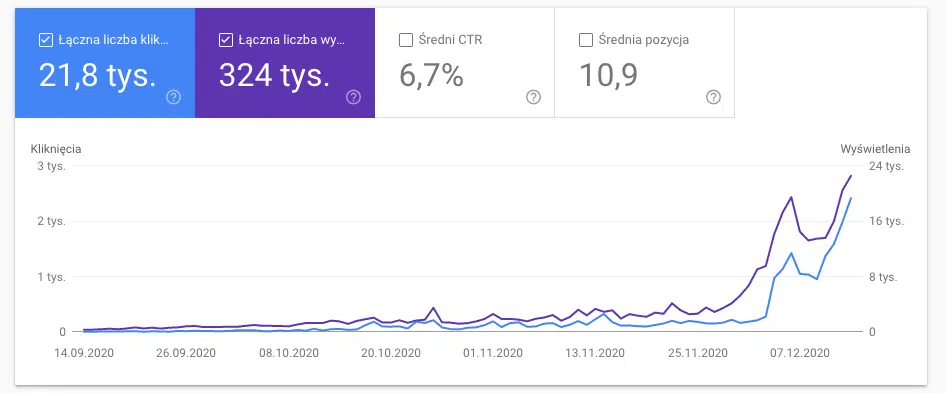 Łączna liczba klik...
21,8 tys.
Łączna liczba wy...
324 tys.
Średni CTR
6,7%
Średnia pozycja
10,9
Kliknięcia
Wyświetlenia
3 tys.
24 tys.
2 tys.
16 tys.
1 tys.
8 tys.
0
0
14.09.2020
26.09.2020
08.10.2020
20.10.2020
01.11.2020
13.11.2020
25.11.2020
07.12.2020